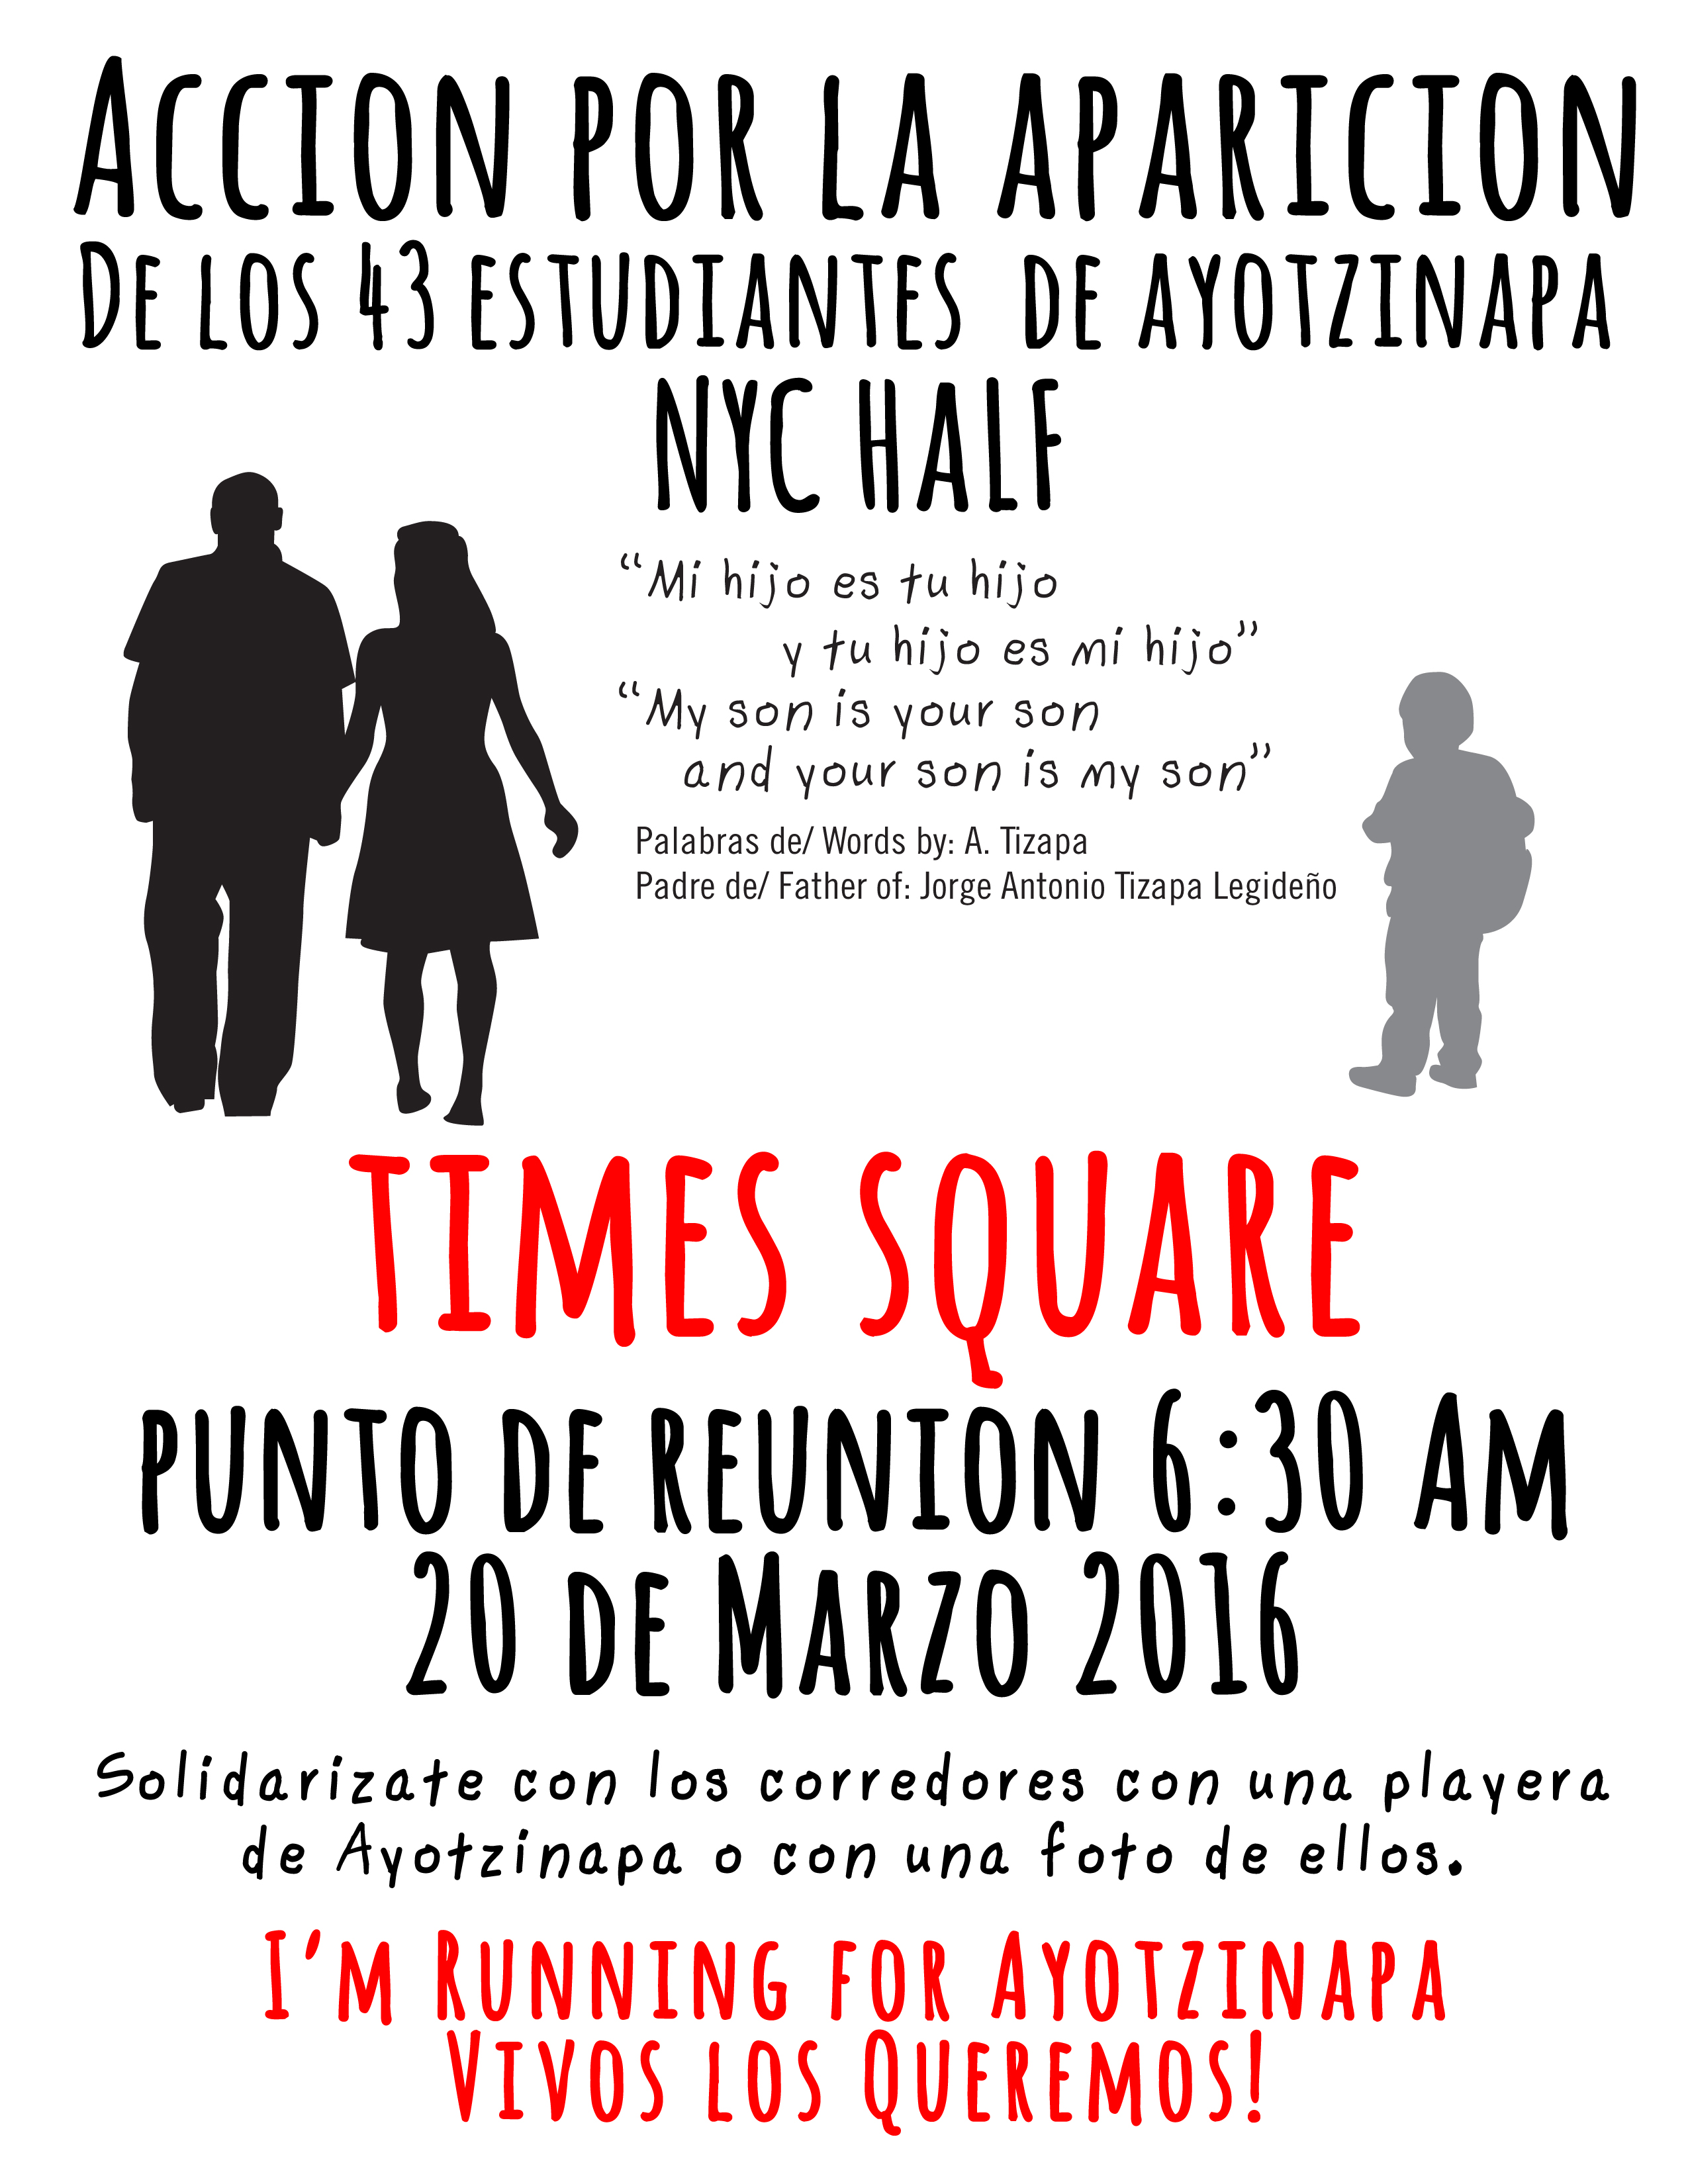 ACCION POR LA APARICION
DE LOS 43 ESTUDIANTES DE AYOTZINAPA
NYC HALF
“Mi hijo es tu hijo
y tu hijo es mi hijo”
“My son is your son
and your son is my son”
Palabras de/ Words by: A. Tizapa
Padre de/ Father of: Jorge Antonio Tizapa Legideño
TIMES SQUARE
PUNTO DE REUNION 6:30 AM
20 DE MARZO 2016
Solidarizate con los corredores con una playera
de Ayotzinapa o con una foto de ellos.
I’M RUNNING FOR AYOTZINAPA
VIVOS LOS QUEREMOS!